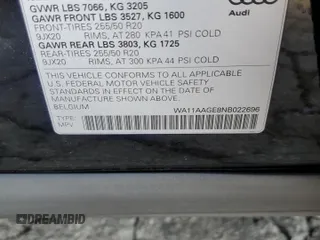 GVWR LBS 7066, KG 3205
GAWR FRONT LBS 3527, KG 1600
FRONT-TIRES 255/50 R20
9JX20 RIMS, AT 280 KPA 41 PSI COLD
GAWR REAR LBS 3803, KG 1725
REAR-TIRES 255/50 R20
9JX20 RIMS, AT 300 KPA 44 PSI COLD
Audi
THIS VEHICLE CONFORMS TO ALL APPLICABLE
U.S. FEDERAL MOTOR VEHICLE SAFETY
STANDARDS IN EFFECT ON THE DATE OF
MANUFACTURE SHOWN ABOVE.
BELGIUM
WA11AAGE8NB022696
TYPE:
MPV
DREAMBID